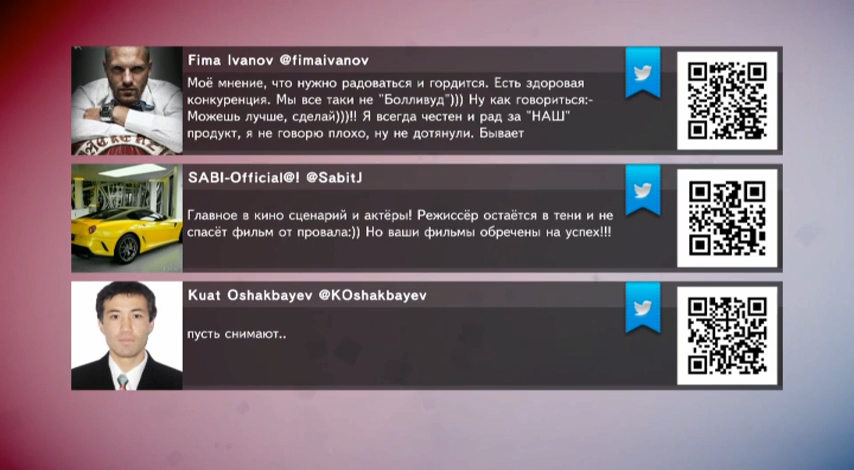 Fima Ivanov @fimaivanov
Моё мнение, что нужно радоваться и гордится. Есть здоровая
конкуренция. Мы все таки не "Болливуд"))) Ну как говориться:-
Можешь лучше, сделай)))!! Я всегда честен и рад за "НАШ"
продукт, я не говорю плохо, ну не дотянули. Бывает
SABI-Official@! @SabitJ
Главное в кино сценарий и актёры! Режиссёр остаётся в тени и не
спасёт фильм от провала:)) Но ваши фильмы обречены на успех!!!
Kuat Oshakbayev @KOshakbayev
пусть снимают..